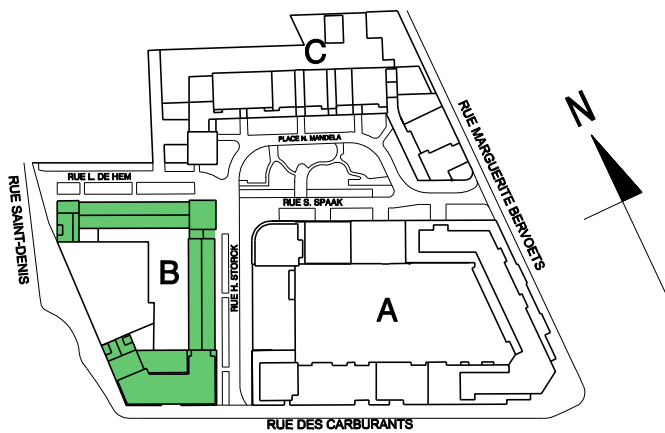 C
N
RUE MARGUERITE BERVOETS
PLACE N. MANDELA
RUE L. DE HEM
RUE SAINT-DENIS
RUE S. SPAAK
B
RUE H. STORCK
A
RUE DES CARBURANTS